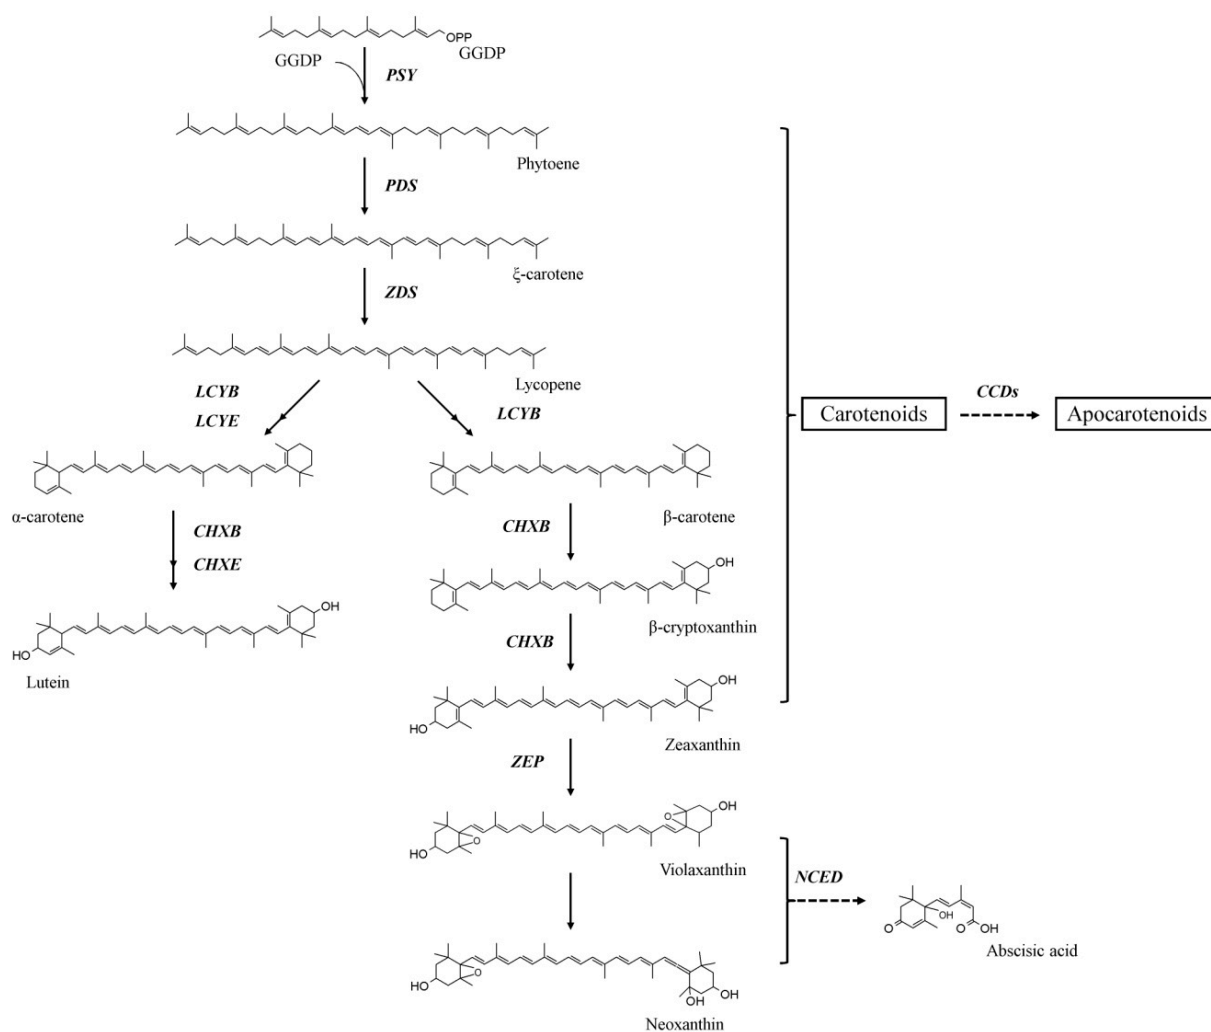 OPP
GGDP
GGDP
PSY
Phytoene
PDS
ξ-carotene
ZDS
Lycopene
LCYB
LCYE
LCYB
Carotenoids
CCDs
Apocarotenoids
α-carotene
β-carotene
CHXB
CHXE
CHXB
OH
β-cryptoxanthin
OH
HO
Lutein
CHXB
OH
HO
Zeaxanthin
ZEP
OH
O
O
HO
Violaxanthin
NCED
OH
O
O
OH
Abscisic acid
HO
O
OH
OH
Neoxanthin